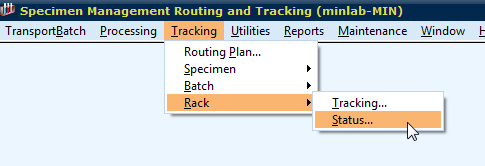 Specimen Management Routing and Tracking (minlab-MIN)
TransportBatch Processing Tracking Utilities Reports Maintenance Window
Routing Plan...
Specimen
Batch
Rack
Tracking...
Status...